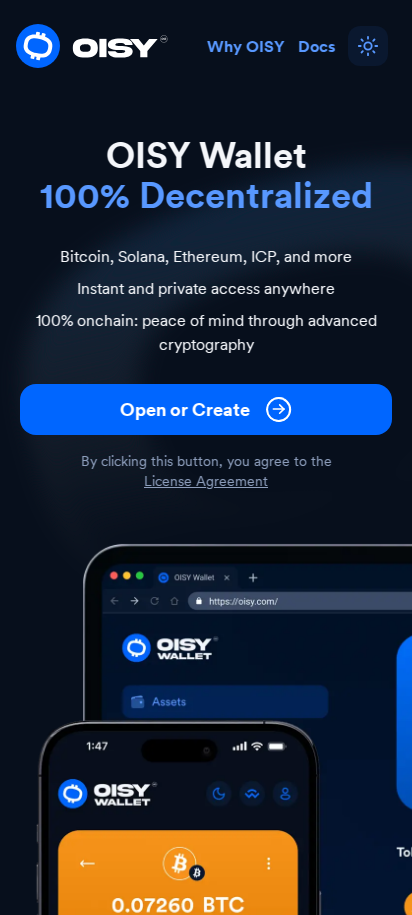 OISY
Why OISY
Docs
OISY Wallet
100% Decentralized
Bitcoin, Solana, Ethereum, ICP, and more
Instant and private access anywhere
100% onchain: peace of mind through advanced
cryptography
Open or Create
By clicking this button, you agree to the
License Agreement
OISY Wallet
https://oisy.com/
OISY
WALLET
Assets
1:47
OISY
WALLET
0.07260 BTC